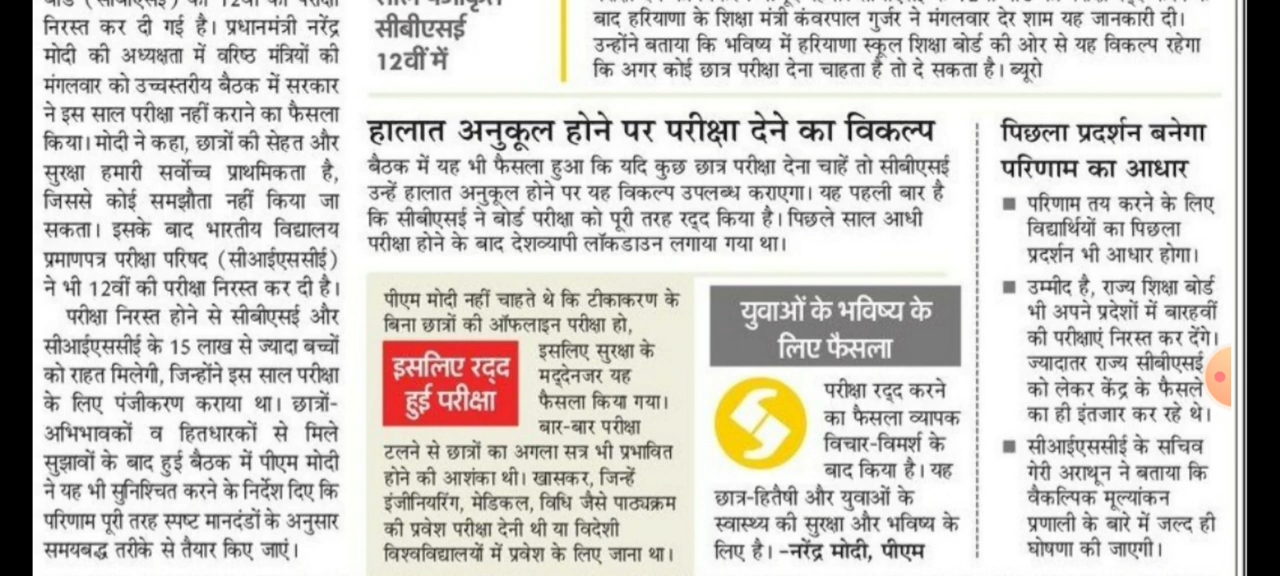 बोर्ड (सीबीएसई) की 12वीं की परीक्षा
निरस्त कर दी गई है। प्रधानमंत्री नरेंद्र
मोदी की अध्यक्षता में वरिष्ठ मंत्रियों की
मंगलवार को उच्चस्तरीय बैठक में सरकार
ने इस साल परीक्षा नहीं कराने का फैसला
किया। मोदी ने कहा, छात्रों की सेहत और
सुरक्षा हमारी सर्वोच्च प्राथमिकता है,
जिससे कोई समझौता नहीं किया जा
सकता। इसके बाद भारतीय विद्यालय
प्रमाणपत्र परीक्षा परिषद (सीआईएससीई)
ने भी 12वीं की परीक्षा निरस्त कर दी है।
परीक्षा निरस्त होने से सीबीएसई और
सीआईएससीई के 15 लाख से ज्यादा बच्चों
को राहत मिलेगी, जिन्होंने इस साल परीक्षा
के लिए पंजीकरण कराया था। छात्रों-
अभिभावकों व हितधारकों से मिले
सुझावों के बाद हुई बैठक में पीएम मोदी
ने यह भी सुनिश्चित करने के निर्देश दिए कि
परिणाम पूरी तरह स्पष्ट मानदंडों के अनुसार
समयबद्ध तरीके से तैयार किए जाएं।
सीबीएसई
12वीं में
बाद हरियाणा के शिक्षा मंत्री कंवरपाल गुर्जर ने मंगलवार देर शाम यह जानकारी दी।
उन्होंने बताया कि भविष्य में हरियाणा स्कूल शिक्षा बोर्ड की ओर से यह विकल्प रहेगा
कि अगर कोई छात्र परीक्षा देना चाहता है तो दे सकता है। ब्यूरो
हालात अनुकूल होने पर परीक्षा देने का विकल्प
बैठक में यह भी फैसला हुआ कि यदि कुछ छात्र परीक्षा देना चाहें तो सीबीएसई
उन्हें हालात अनुकूल होने पर यह विकल्प उपलब्ध कराएगा। यह पहली बार है
कि सीबीएसई ने बोर्ड परीक्षा को पूरी तरह रद्द किया है। पिछले साल आधी
परीक्षा होने के बाद देशव्यापी लॉकडाउन लगाया गया था।
पीएम मोदी नहीं चाहते थे कि टीकाकरण के
बिना छात्रों की ऑफलाइन परीक्षा हो,
इसलिए रद्द
हुई परीक्षा
इसलिए सुरक्षा के
मद्देनजर यह
फैसला किया गया।
बार-बार परीक्षा
टलने से छात्रों का अगला सत्र भी प्रभावित
होने की आशंका थी। खासकर, जिन्हें
इंजीनियरिंग, मेडिकल, विधि जैसे पाठ्यक्रम
की प्रवेश परीक्षा देनी थी या विदेशी
विश्वविद्यालयों में प्रवेश के लिए जाना था।
युवाओं के भविष्य के
लिए फैसला
परीक्षा रद्द करने
का फैसला व्यापक
विचार-विमर्श के
बाद किया है। यह
छात्र-हितैषी और युवाओं के
स्वास्थ्य की सुरक्षा और भविष्य के
लिए है। -नरेंद्र मोदी, पीएम
पिछला प्रदर्शन बनेगा
परिणाम का आधार
■ परिणाम तय करने के लिए
विद्यार्थियों का पिछला
प्रदर्शन भी आधार होगा।
■ उम्मीद है, राज्य शिक्षा बोर्ड
भी अपने प्रदेशों में बारहवीं
की परीक्षाएं निरस्त कर देंगे।
ज्यादातर राज्य सीबीएसई
को लेकर केंद्र के फैसले
का ही इंतजार कर रहे थे।
■ सीआईएससीई के सचिव
गेरी अराथून ने बताया कि
वैकल्पिक मूल्यांकन
प्रणाली के बारे में जल्द ही
घोषणा की जाएगी।